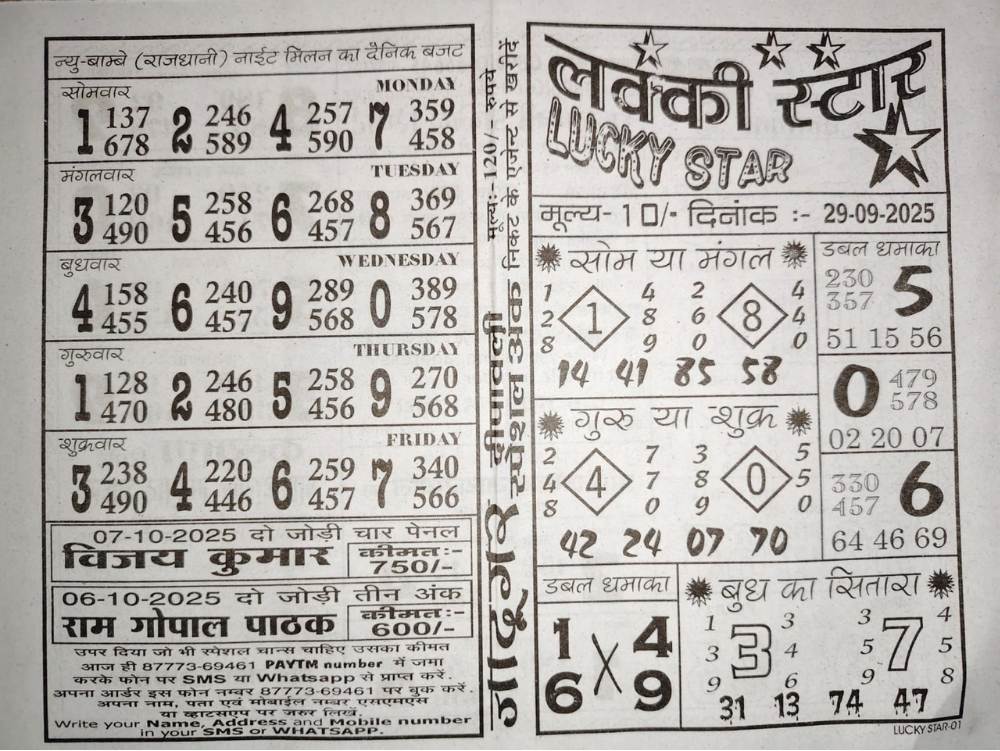 न्यु-बाम्बे (राजधानी) नाईट मिलन का दैनिक बजट
सोमवार MONDAY
1 137 678 2 246 589 4 257 590 7 359 458
मंगलवार TUESDAY
3 120 490 5 258 456 6 268 457 8 369 567
बुधवार WEDNESDAY
4 158 455 6 240 457 9 289 568 0 389 578
गुरुवार THURSDAY
1 128 470 2 246 480 5 258 456 9 270 568
शुक्रवार FRIDAY
3 238 490 4 220 446 6 259 457 7 340 566
07-10-2025 दो जोड़ी चार पेनल
विजय कुमार कीमतः-
750/-
06-10-2025 दो जोड़ी तीन अंक
राम गोपाल पाठक कीमतः-
600/-
उपर दिया जो भी स्पेशल चान्स चाहिए उसका कीमत
आज ही 87773-69461 PAYTM number में जमा
करके फोन पर SMS या Whatsapp से प्राप्त करें.
अपना आर्डर इस फोन नम्बर 87773-69461 पर बुक करें.
अपना नाम, पता एवं मोबाईल नम्बर एसएमएस
या व्हाटसएप पर जरुर लिखें.
Write your Name, Address and Mobile number
in your SMS or WHATSAPP.
जादूगर दीपावली स्पेशल अंक
मूल्यः- 120/- रुपये
निकट के एजेन्ट से खरीदें
लक्की स्टार
LUCKY STAR
मूल्य- 10/- दिनांक :- 29-09-2025
सोम या मंगल
1 4 2 4
2 1 8 6 8 4
8 9 0 0
14 41 85 58
गुरु या शुक्र
2 7 3 5
4 4 7 8 0 5
8 0 9 0
42 24 07 70
डबल धमाका
230
357 5
51 15 56
0 479
578
02 20 07
330
457 6
64 46 69
डबल धमाका
1 4
X
6 9
बुध का सितारा
1 3 3 4
3 3 4 5 7 5
9 6 9 8
31 13 74 47
LUCKY STAR-01